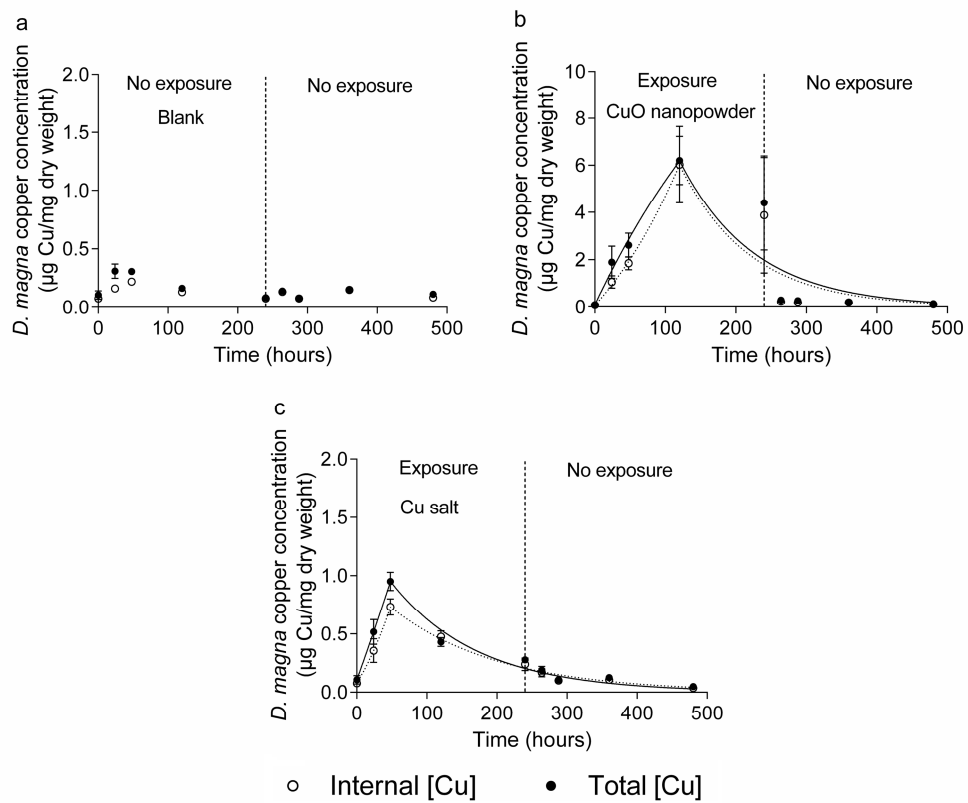 a
D. magna copper concentration
(µg Cu/mg dry weight)
2.0
1.5
1.0
0.5
0.0
No exposure
Blank
No exposure
0
100
200
300
400
500
Time (hours)
b
D. magna copper concentration
(µg Cu/mg dry weight)
10
8
6
4
2
0
Exposure
CuO nanopowder
No exposure
0
100
200
300
400
500
Time (hours)
c
D. magna copper concentration
(µg Cu/mg dry weight)
2.0
1.5
1.0
0.5
0.0
Exposure
Cu salt
No exposure
0
100
200
300
400
500
Time (hours)
Internal [Cu]
Total [Cu]